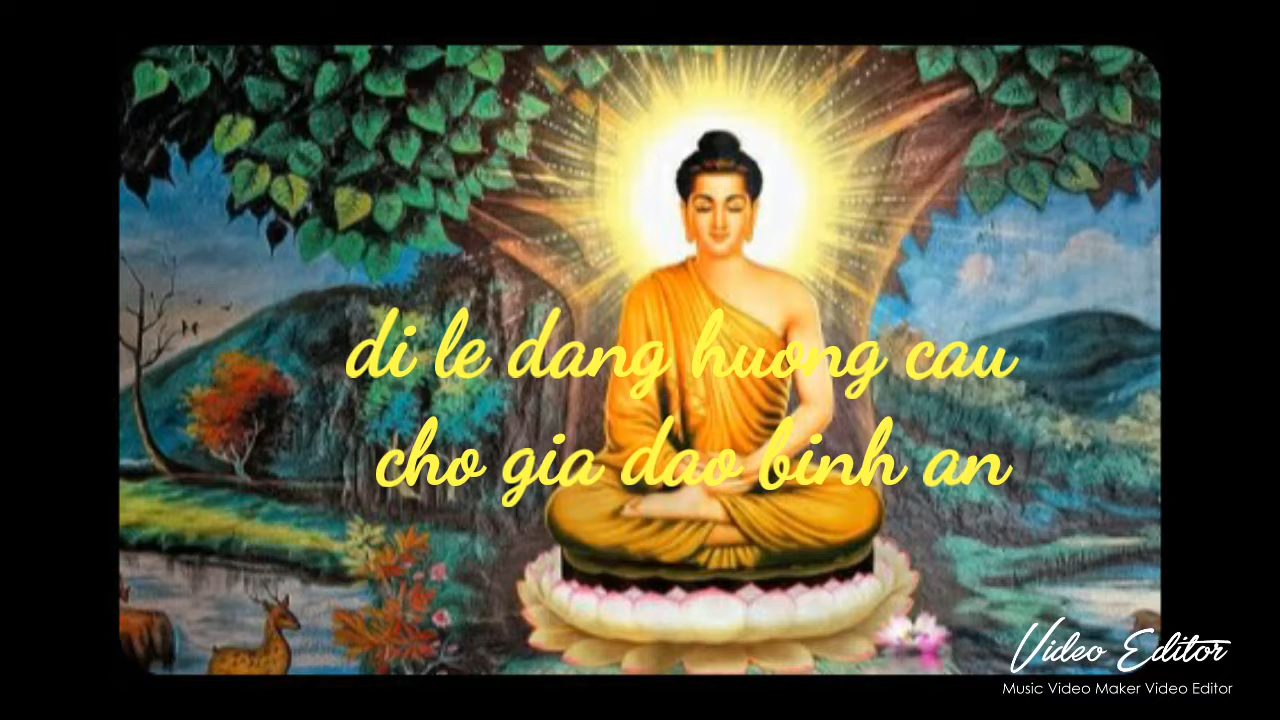 di le dang huong cau
cho gia dao binh an
Video Editor
Music Video Maker Video Editor